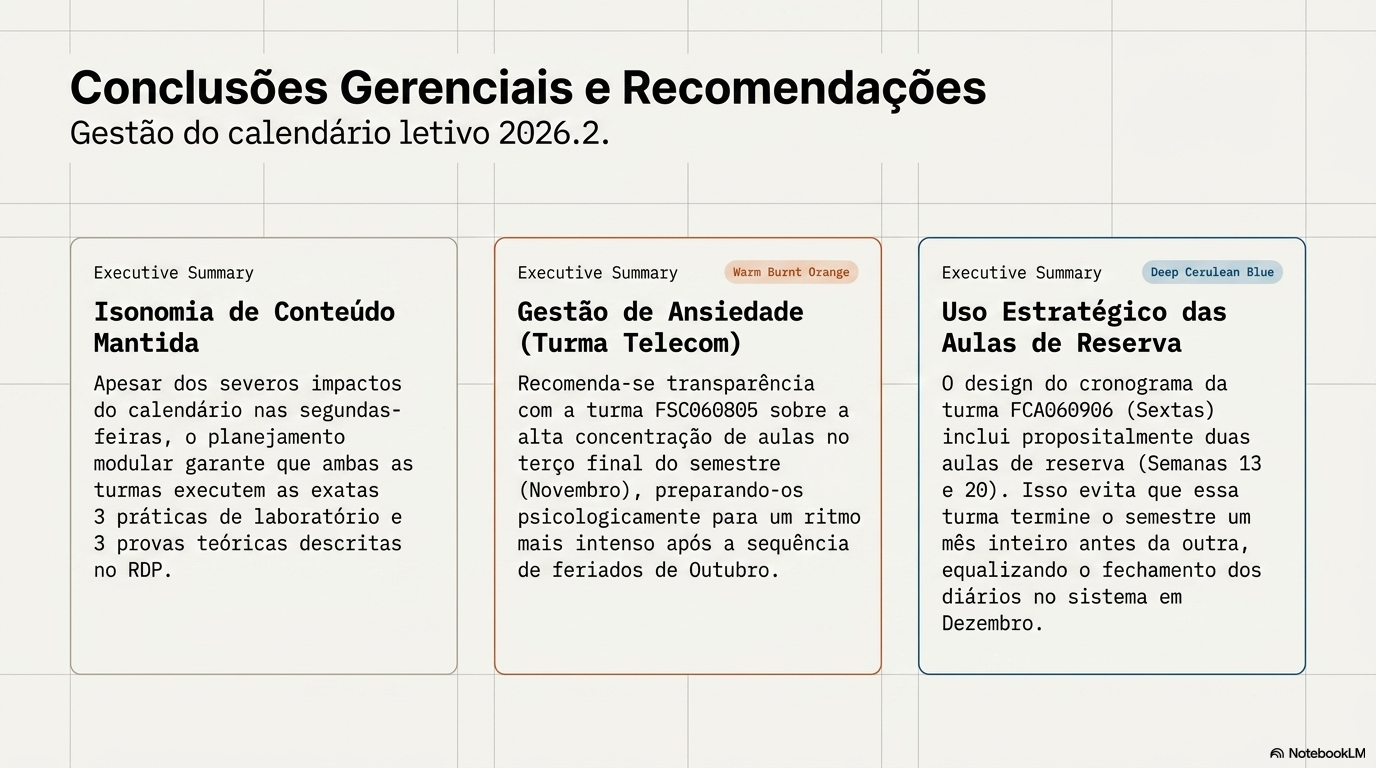 Conclusões Gerenciais e Recomendações
Gestão do calendário letivo 2026.2.
Executive Summary
Isonomia de Conteúdo
Mantida
Apesar dos severos impactos
do calendário nas segundas-
feiras, o planejamento
modular garante que ambas as
turmas executem as exatas
3 práticas de laboratório e
3 provas teóricas descritas
no RDP.
Executive Summary
Warm Burnt Orange
Gestão de Ansiedade
(Turma Telecom)
Recomenda-se transparência
com a turma FSC060805 sobre a
alta concentração de aulas no
terço final do semestre
(Novembro), preparando-os
psicologicamente para um ritmo
mais intenso após a sequência
de feriados de Outubro.
Executive Summary
Deep Cerulean Blue
Uso Estratégico das
Aulas de Reserva
O design do cronograma da
turma FCA060906 (Sextas)
inclui propositalmente duas
aulas de reserva (Semanas 13
e 20). Isso evita que essa
turma termine o semestre um
mês inteiro antes da outra,
equalizando o fechamento dos
diários no sistema em
Dezembro.
NotebookLM